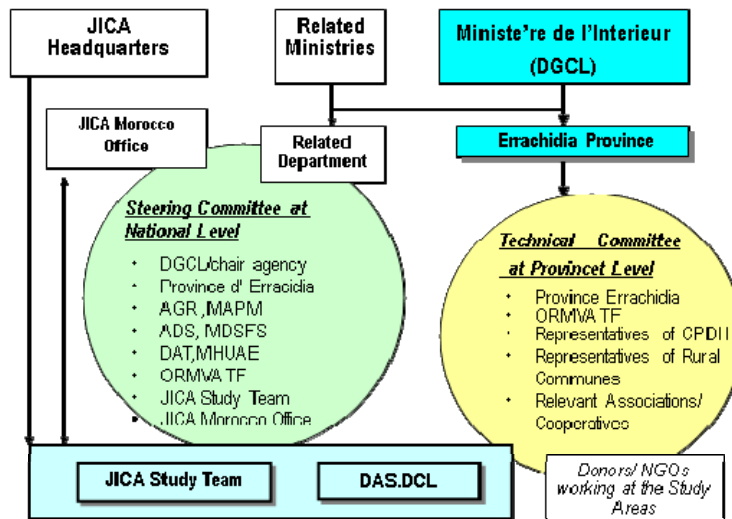 JICA
Headquarters
Related
Ministries
Ministe're de l'Interieur
(DGCL)
JICA Morocco
Office
Related
Department
Errachidia Province
Steering Committee at
National Level
• DGCL/chair agency
• Province d' Erracidia
• AGR ,MAPM
• ADS, MDSFS
• DAT,MHUAE
• ORMVA TF
• JICA Study Team
• JICA Morocco Office
Technical Committee
at Provincet Level
• Province Errachidia
• ORMVA TF
• Representatives of
• Representatives of Rural
Communes
• Relevant Associations/
Cooperatives
JICA Study Team
DAS.DCL
Donors/ NGOs
working at the Study
Areas